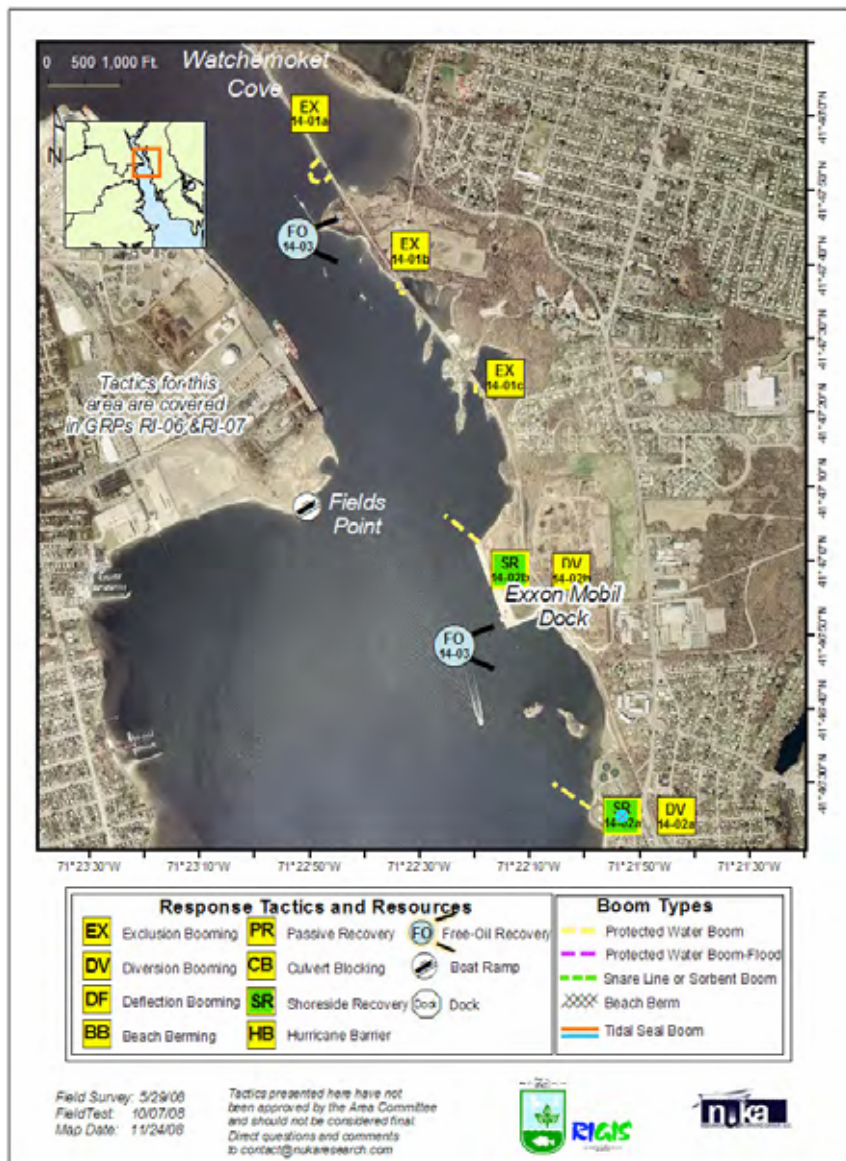 Watchemoket
Cove
0 500 1,000 Ft.
N
EX
14-01a
FO
14-03
EX
14-01b
EX
14-01c
Tactics for this
area are covered
in GRPs RI-06 & RI-07
Fields
Point
SR
14-02b
DV
14-02b
Exxon Mobil
Dock
FO
14-03
SR
14-02a
DV
14-02a
71°23'30"W 71°23'10"W 71°22'50"W 71°22'30"W 71°22'10"W 71°21'50"W 71°21'30"W
Response Tactics and Resources
EX Exclusion Booming
DV Diversion Booming
DF Deflection Booming
BB Beach Berming
PR Passive Recovery
CB Culvert Blocking
SR Shoreside Recovery
HB Hurricane Barrier
FO Free-Oil Recovery
Boat Ramp
Dock Dock
Boom Types
Protected Water Boom
Protected Water Boom-Flood
Snare Line or Sorbent Boom
Beach Berm
Tidal Seal Boom
Field Survey: 5/29/08
FieldTest: 10/07/08
Map Date: 11/24/08
Tactics presented here have not
been approved by the Area Committee
and should not be considered final.
Direct questions and comments
to contact@nukaresearch.com
RIGIS
nuka